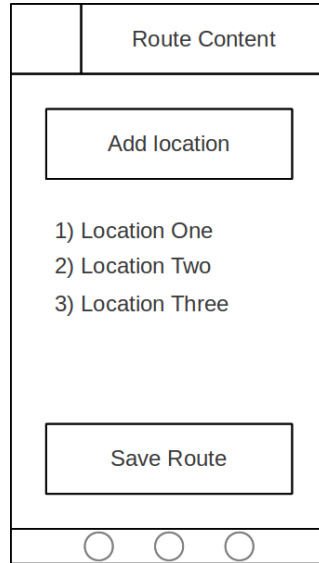 Route Content
Add location
1) Location One
2) Location Two
3) Location Three
Save Route